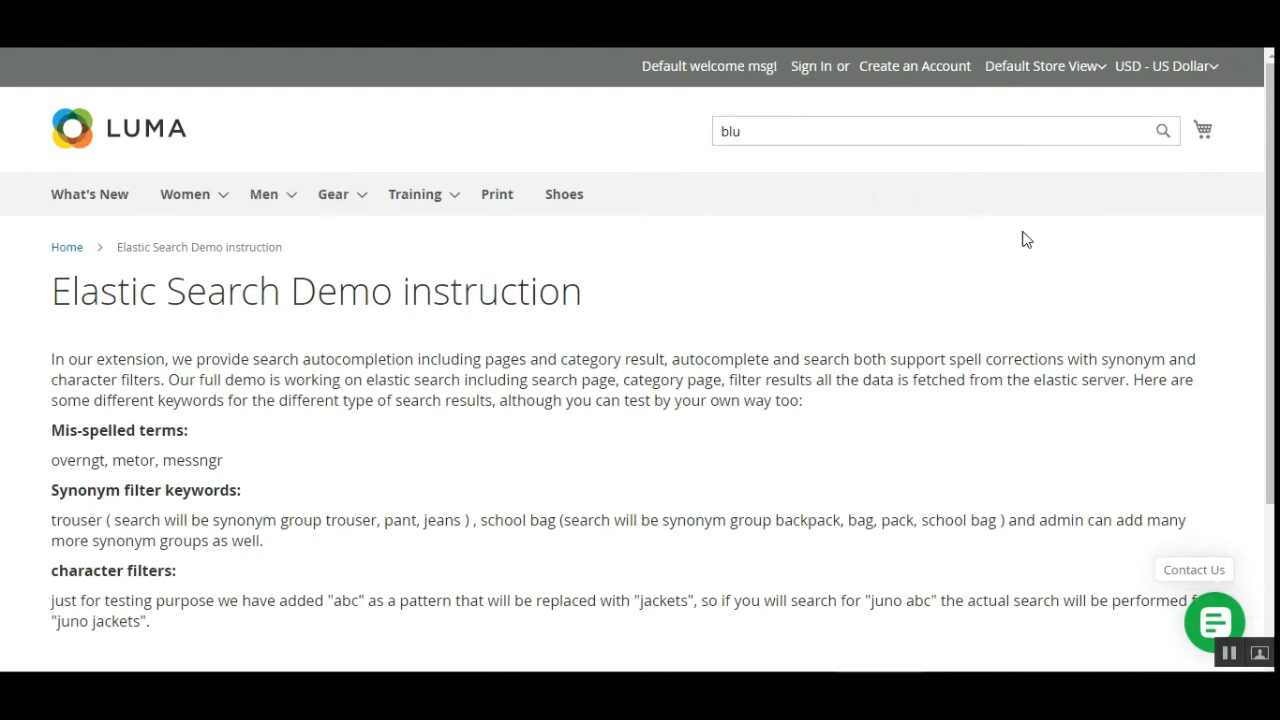 Default welcome msg! Sign In or Create an Account Default Store View USD - US Dollar
LUMA
blu
What's New Women Men Gear Training Print Shoes
Home Elastic Search Demo instruction
Elastic Search Demo instruction
In our extension, we provide search autocompletion including pages and category result, autocomplete and search both support spell corrections with synonym and
character filters. Our full demo is working on elastic search including search page, category page, filter results all the data is fetched from the elastic server. Here are
some different keywords for the different type of search results, although you can test by your own way too:
Mis-spelled terms:
overngt, metor, messngr
Synonym filter keywords:
trouser ( search will be synonym group trouser, pant, jeans ) , school bag (search will be synonym group backpack, bag, pack, school bag ) and admin can add many
more synonym groups as well.
Contact Us
character filters:
just for testing purpose we have added "abc" as a pattern that will be replaced with "jackets", so if you will search for "juno abc" the actual search will be performed
"juno jackets".